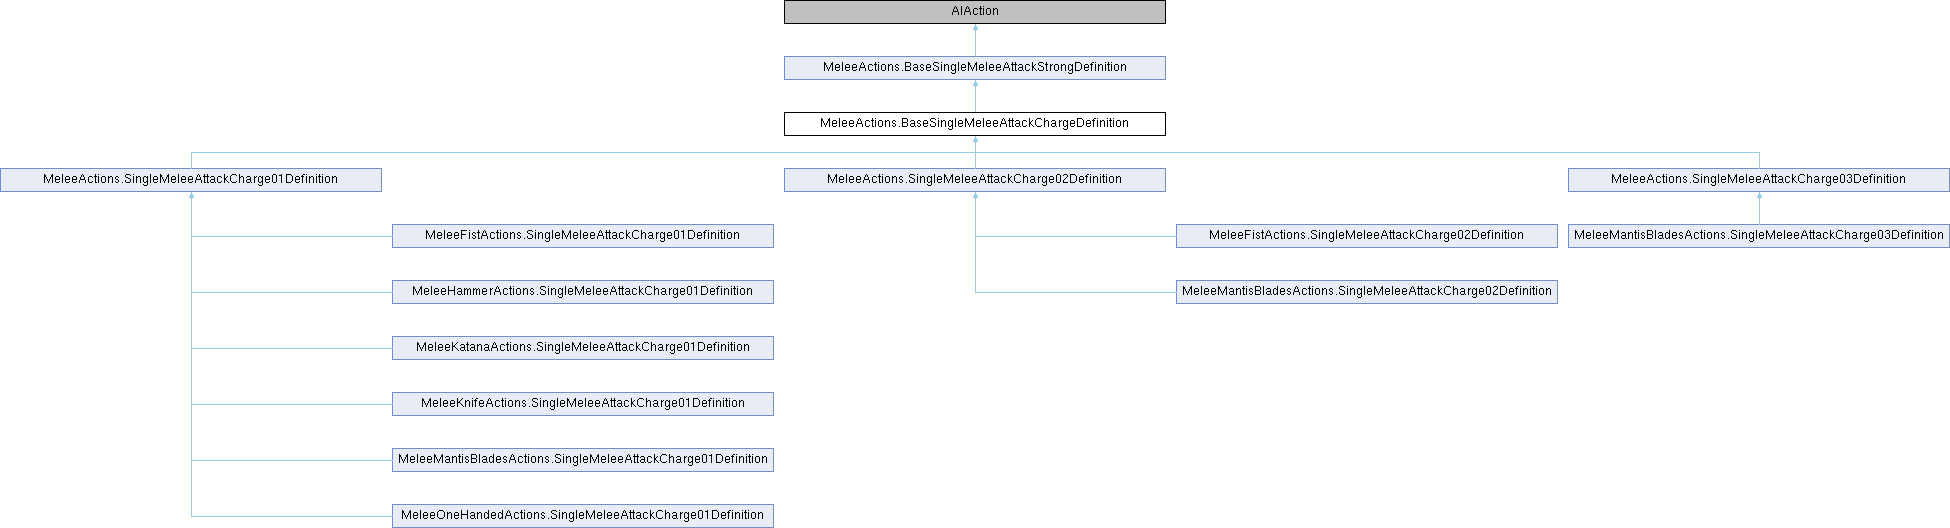 AIAction
MeleeActions.BaseSingleMeleeAttackStrongDefinition
MeleeActions.BaseSingleMeleeAttackChargeDefinition
MeleeActions.SingleMeleeAttackCharge01Definition
MeleeActions.SingleMeleeAttackCharge02Definition
MeleeActions.SingleMeleeAttackCharge03Definition
MeleeFistActions.SingleMeleeAttackCharge01Definition
MeleeFistActions.SingleMeleeAttackCharge02Definition
MeleeMantisBladesActions.SingleMeleeAttackCharge03Definition
MeleeHammerActions.SingleMeleeAttackCharge01Definition
MeleeMantisBladesActions.SingleMeleeAttackCharge02Definition
MeleeKatanaActions.SingleMeleeAttackCharge01Definition
MeleeKnifeActions.SingleMeleeAttackCharge01Definition
MeleeMantisBladesActions.SingleMeleeAttackCharge01Definition
MeleeOneHandedActions.SingleMeleeAttackCharge01Definition